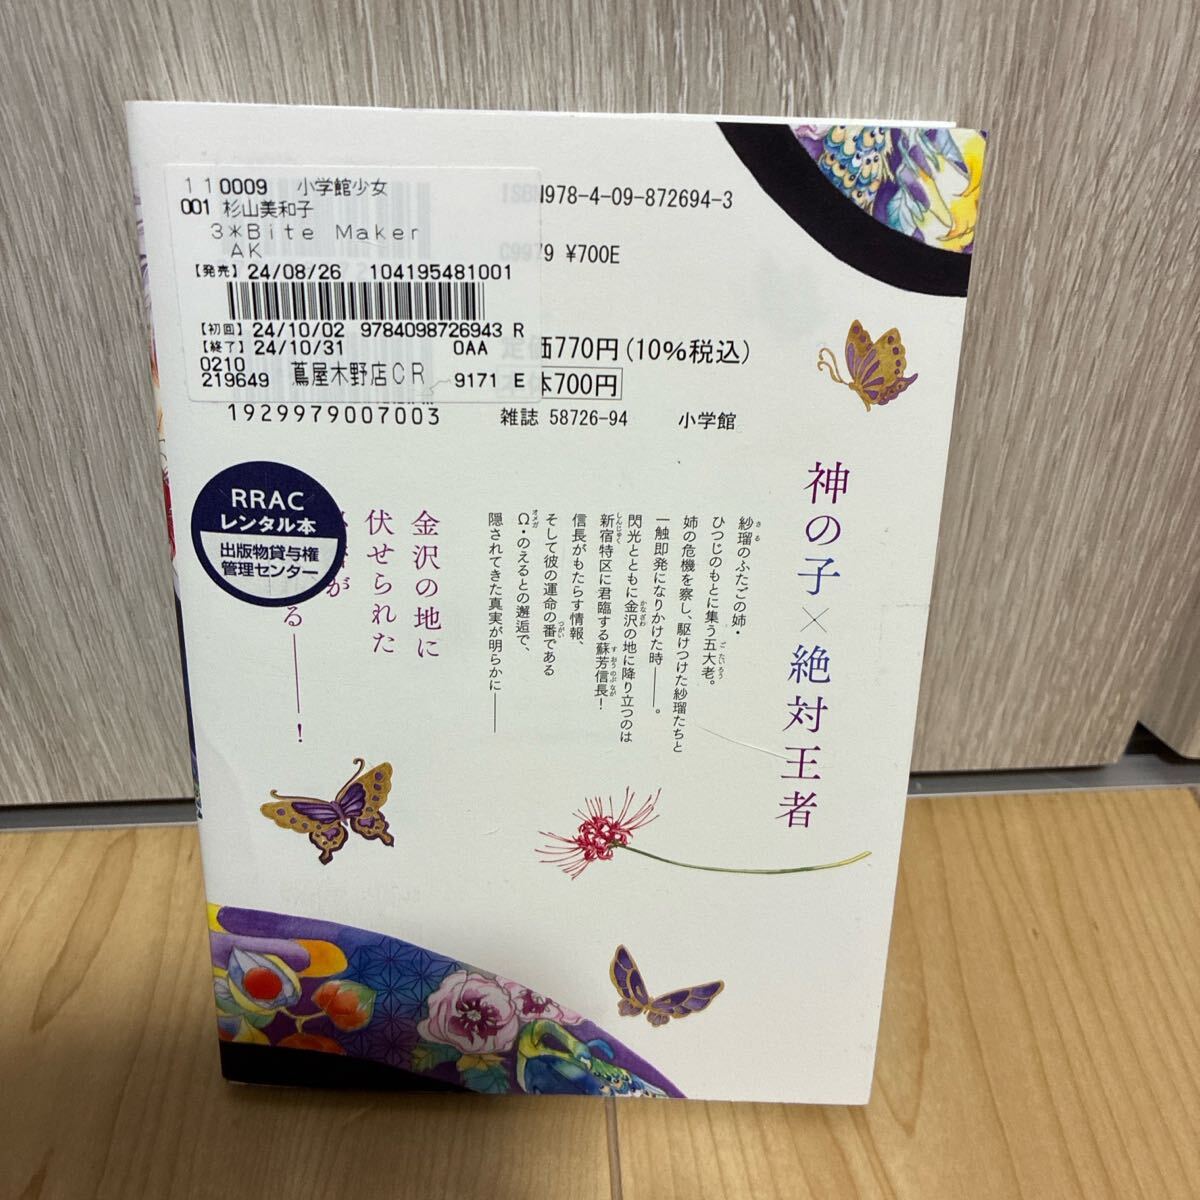 110009 小学館少女
001 杉山美和子
3*Bite Maker
AK
【発売】24/08/26 104195481001
【初回】24/10/02 9784098726943 R
【終了】24/10/31 0AA
0210
219649 蔦屋木野店CR 9171 E
1929979007003
ISBN978-4-09-872694-3
C9979 ¥700E
定価770円(10%税込)
本体700円
雑誌 58726-94 小学館
RRAC
レンタル本
出版物貸与権
管理センター
神の子×絶対王者
紗瑠のふたごの姉・
ひつじのもとに集う五大老。
姉の危機を察し、駆けつけた紗瑠たちと
一触即発になりかけた時――。
閃光とともに金沢の地に降り立つのは
新宿特区に君臨する蘇芳信長!
信長がもたらす情報、
そして彼の運命の番である
Ω・のえるとの邂逅で、
隠されてきた真実が明らかに――
金沢の地に
伏せられた
が
る――!